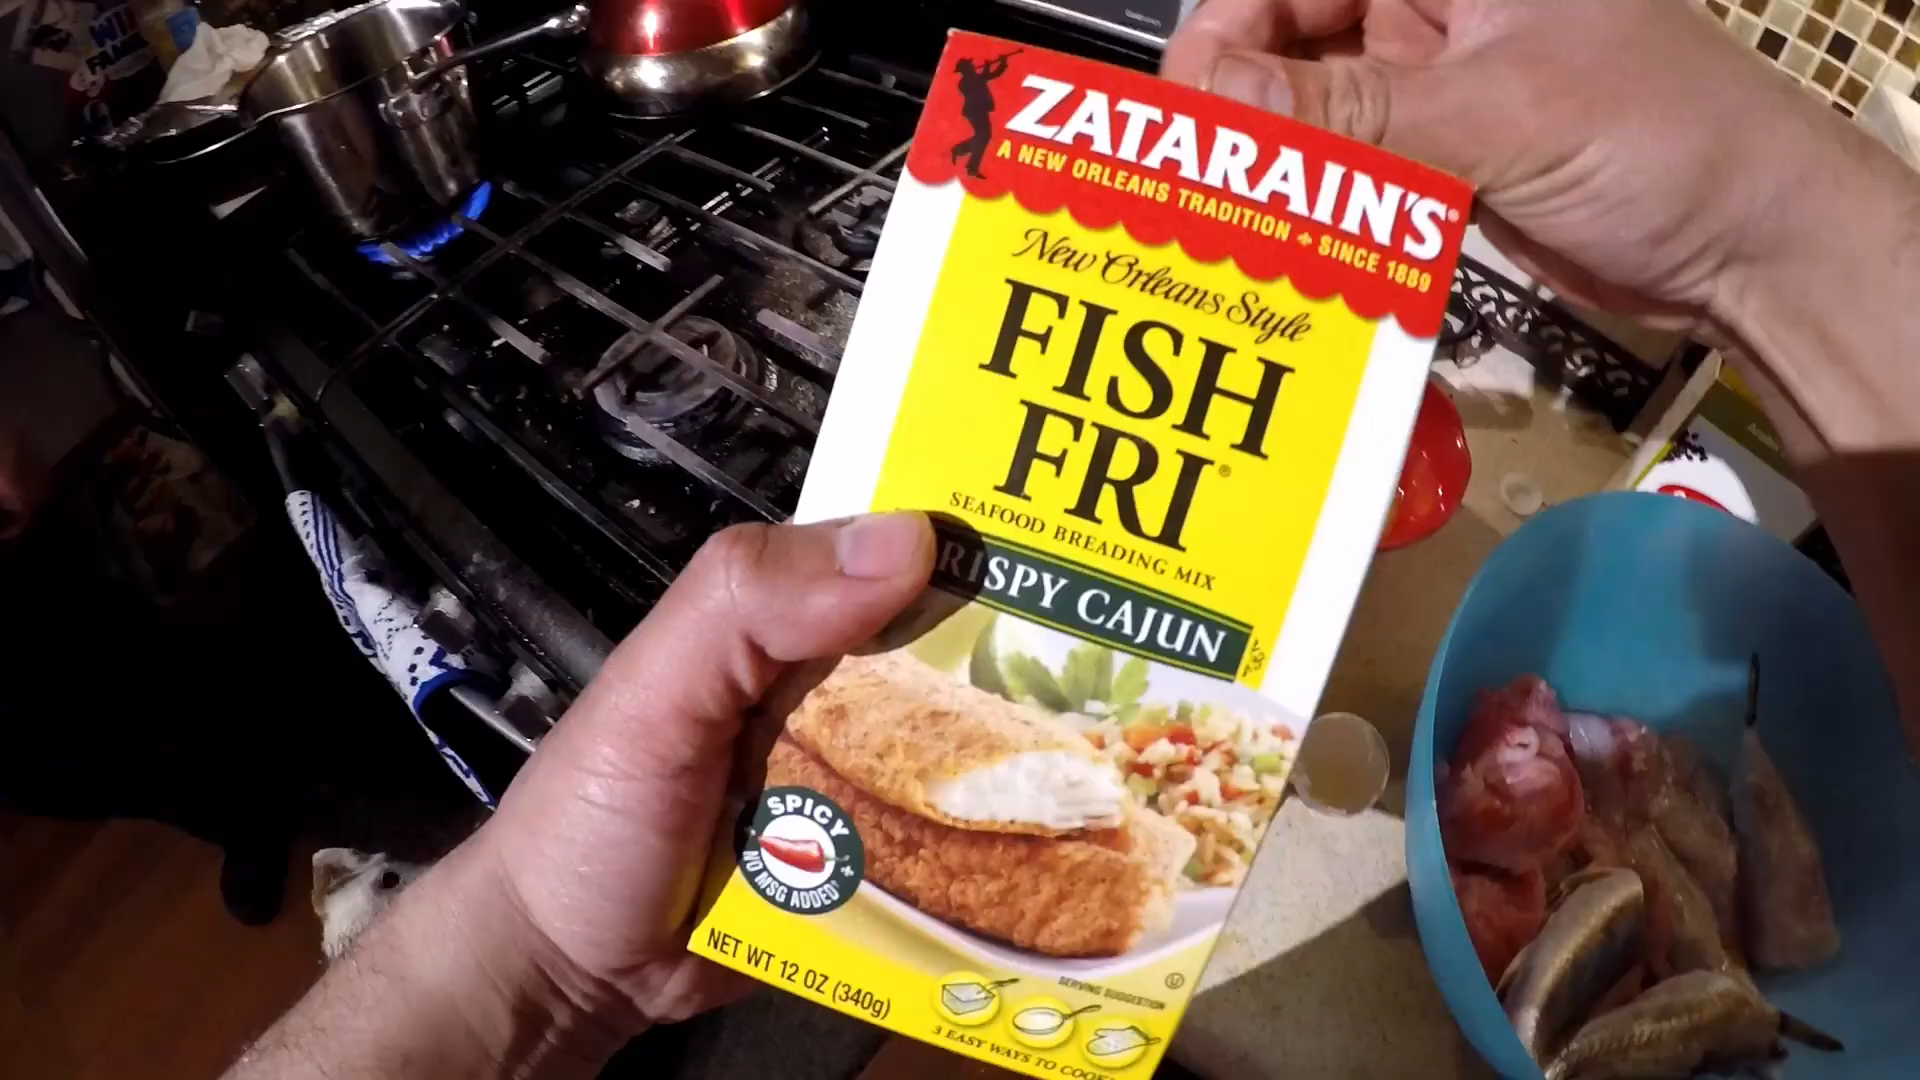 ZATARAIN'S®
A NEW ORLEANS TRADITION + SINCE 1889
New Orleans Style
FISH
FRI®
SEAFOOD BREADING MIX
RISPY CAJUN
SPICY
NO MSG ADDED
NET WT 12 OZ (340g)
SERVING SUGGESTION
3 EASY WAYS TO COOK